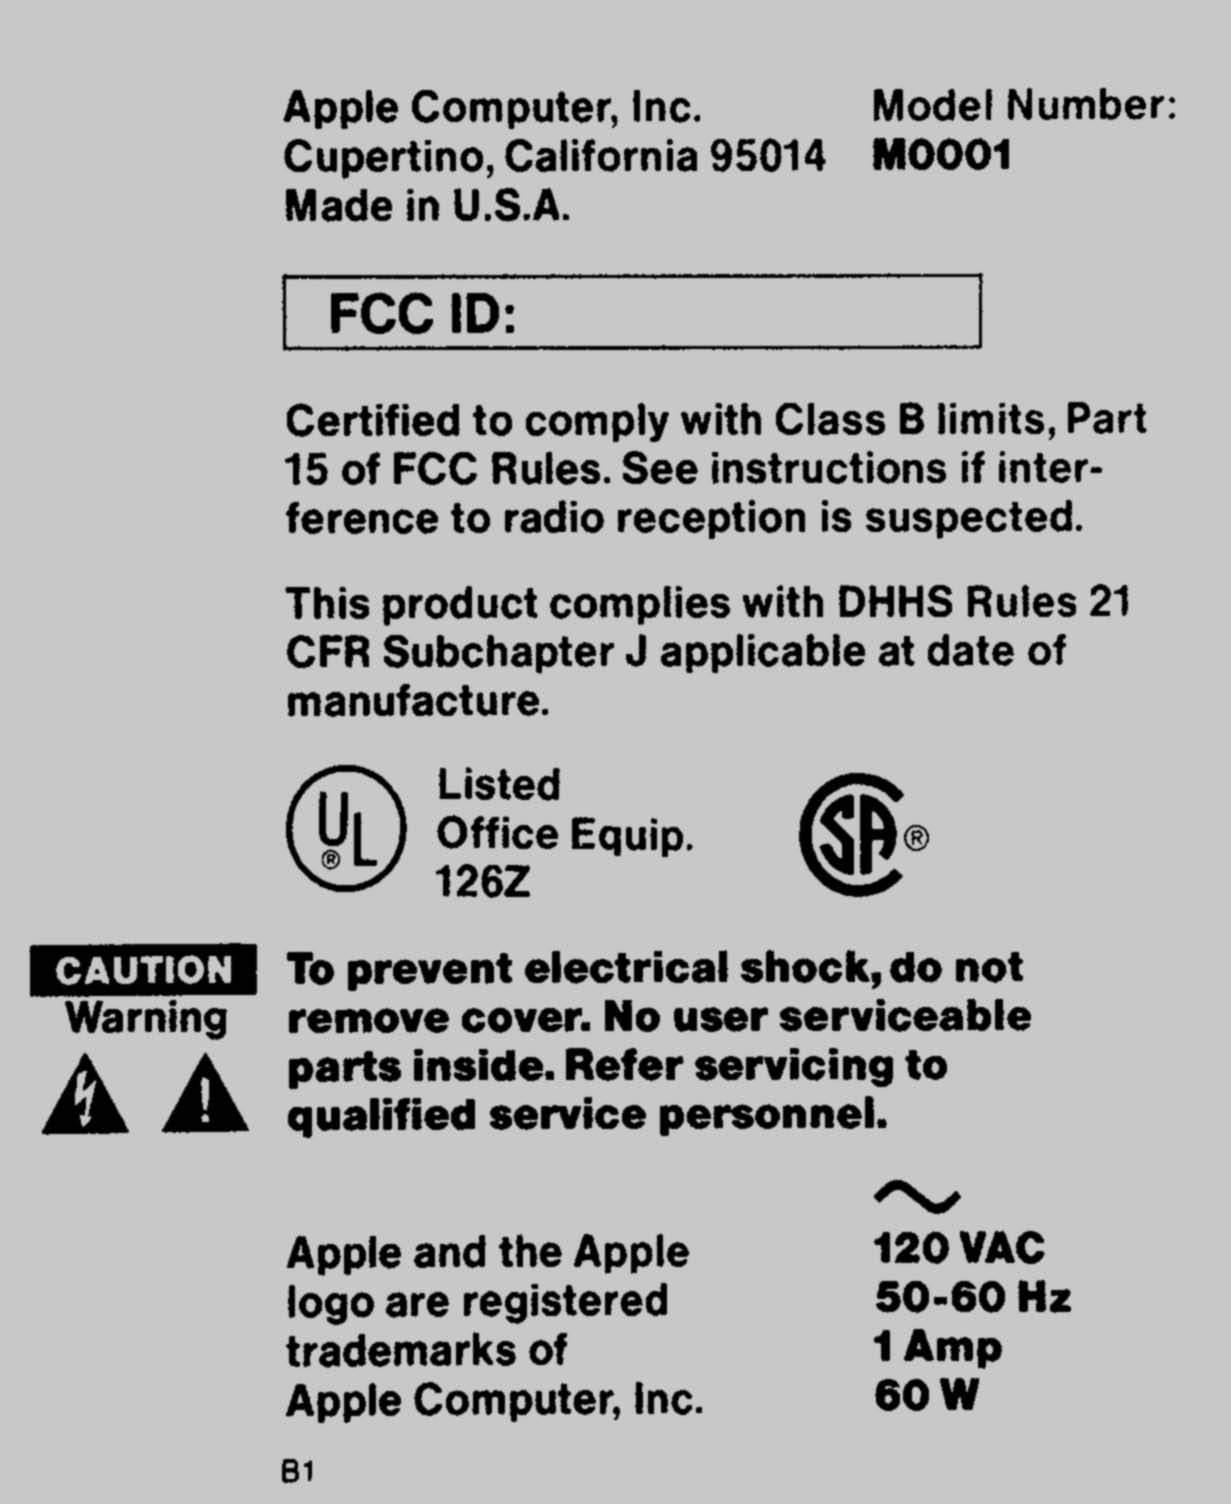 Apple Computer, Inc.
Cupertino, California 95014
Made in U.S.A.
Model Number:
M0001
FCC ID:
Certified to comply with Class B limits, Part
15 of FCC Rules. See instructions if inter-
ference to radio reception is suspected.
This product complies with DHHS Rules 21
CFR Subchapter J applicable at date of
manufacture.
UL
®
Listed
Office Equip.
126Z
CSA ®
CAUTION
Warning
To prevent electrical shock, do not
remove cover. No user serviceable
parts inside. Refer servicing to
qualified service personnel.
Apple and the Apple
logo are registered
trademarks of
Apple Computer, Inc.
120 VAC
50-60 Hz
1 Amp
60 W
B1